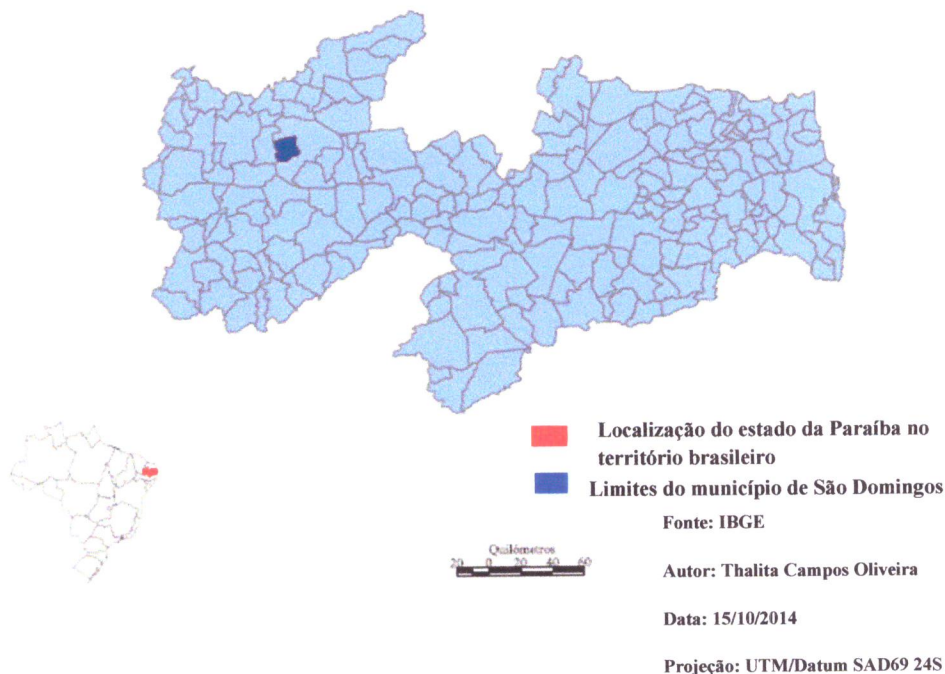 Localização do estado da Paraíba no
território brasileiro
Limites do município de São Domingos
Fonte: IBGE
Quilómetros
20 0 20 40 60
Autor: Thalita Campos Oliveira
Data: 15/10/2014
Projeção: UTM/Datum SAD69 24S